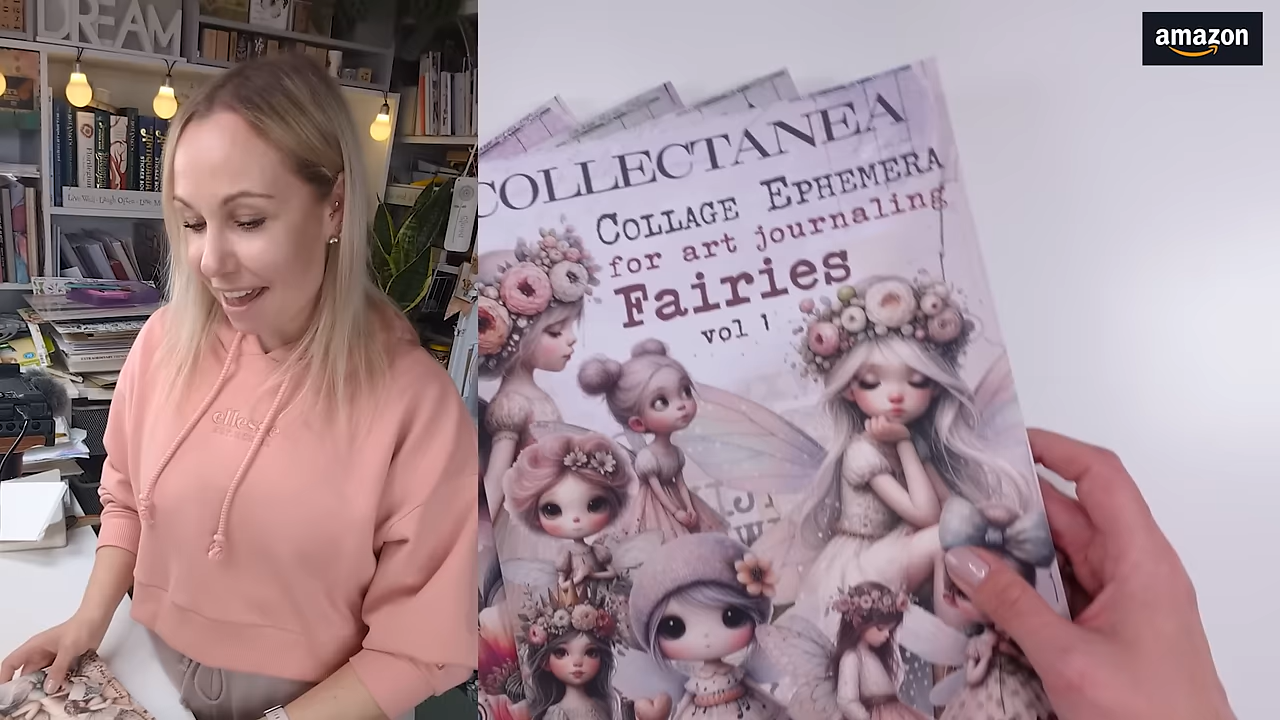 DREAM
amazon
COLLECTANEA
COLLAGE EPHEMERA
for art journaling
Fairies
vol 1
ellesse